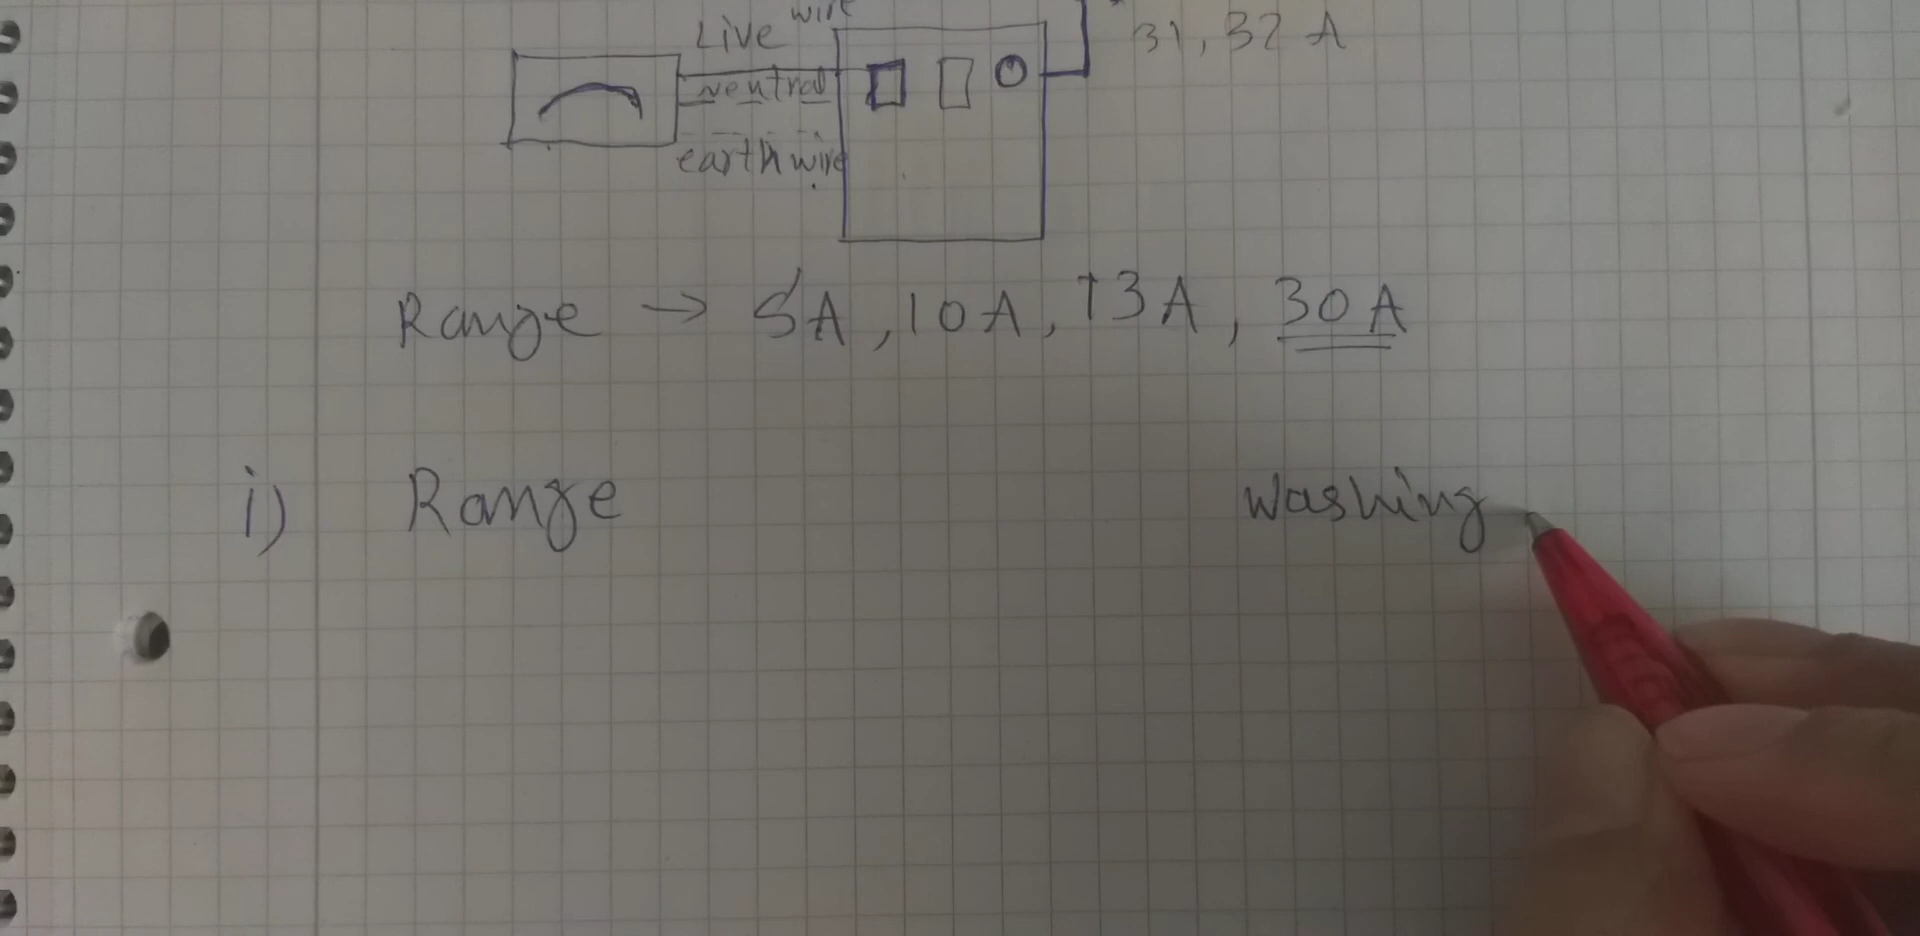 Live wire
31, 32 A
neutral
earth wire
Range → 5A, 10A, 13A, 30A
i) Range
Washing